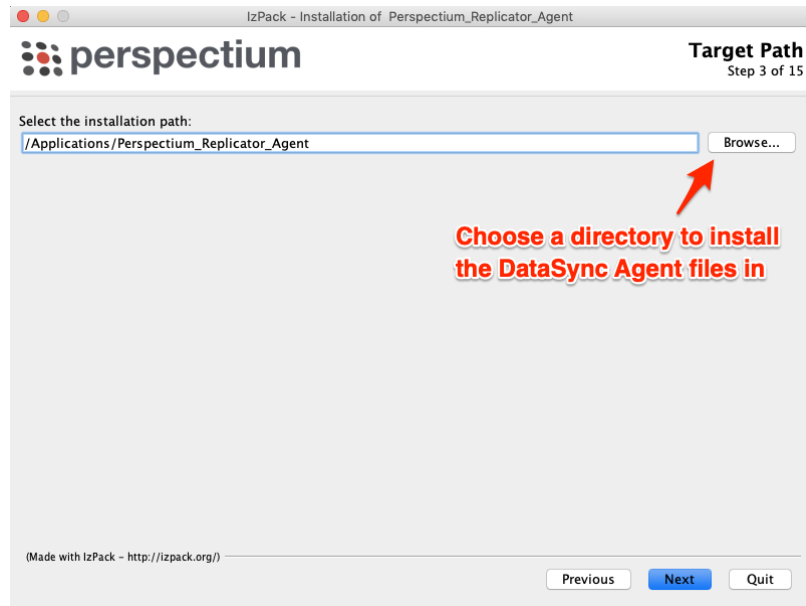 IzPack - Installation of Perspectium_Replicator_Agent
perspectium
Target Path
Step 3 of 15
Select the installation path:
/Applications/Perspectium_Replicator_Agent
Browse...
Choose a directory to install
the DataSync Agent files in
(Made with IzPack - http://izpack.org/)
Previous
Next
Quit